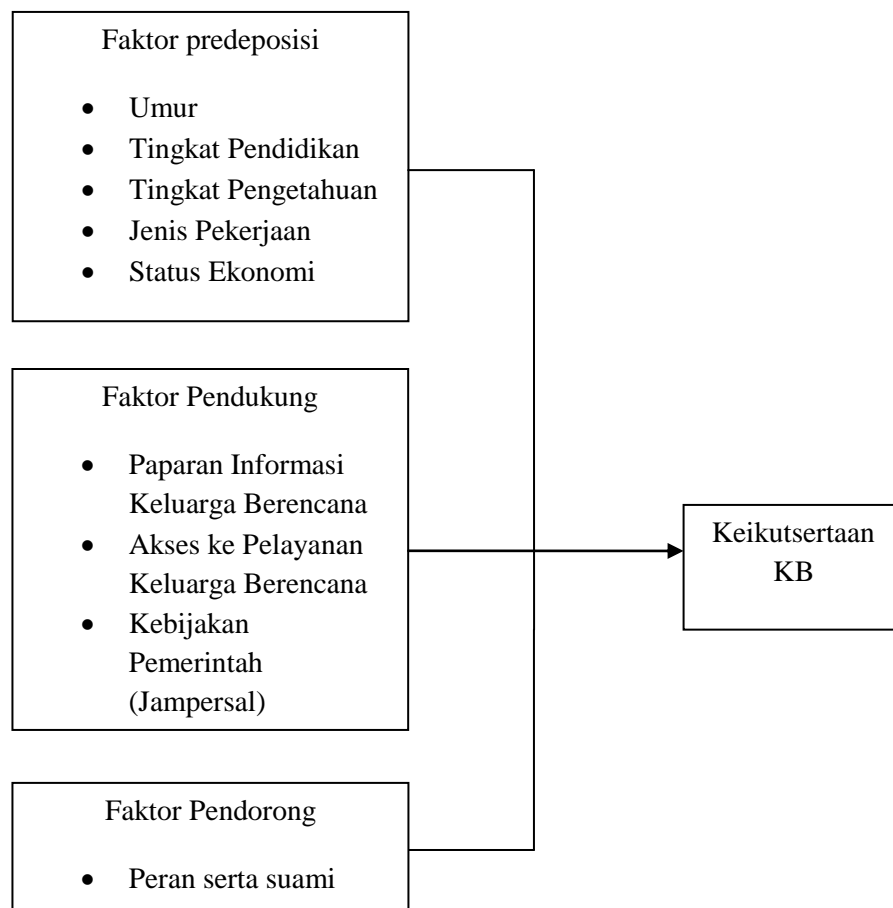 Faktor predeposisi
• Umur
• Tingkat Pendidikan
• Tingkat Pengetahuan
• Jenis Pekerjaan
• Status Ekonomi
Faktor Pendukung
• Paparan Informasi
Keluarga Berencana
• Akses ke Pelayanan
Keluarga Berencana
• Kebijakan
Pemerintah
(Jampersal)
Faktor Pendorong
• Peran serta suami
Keikutsertaan
KB